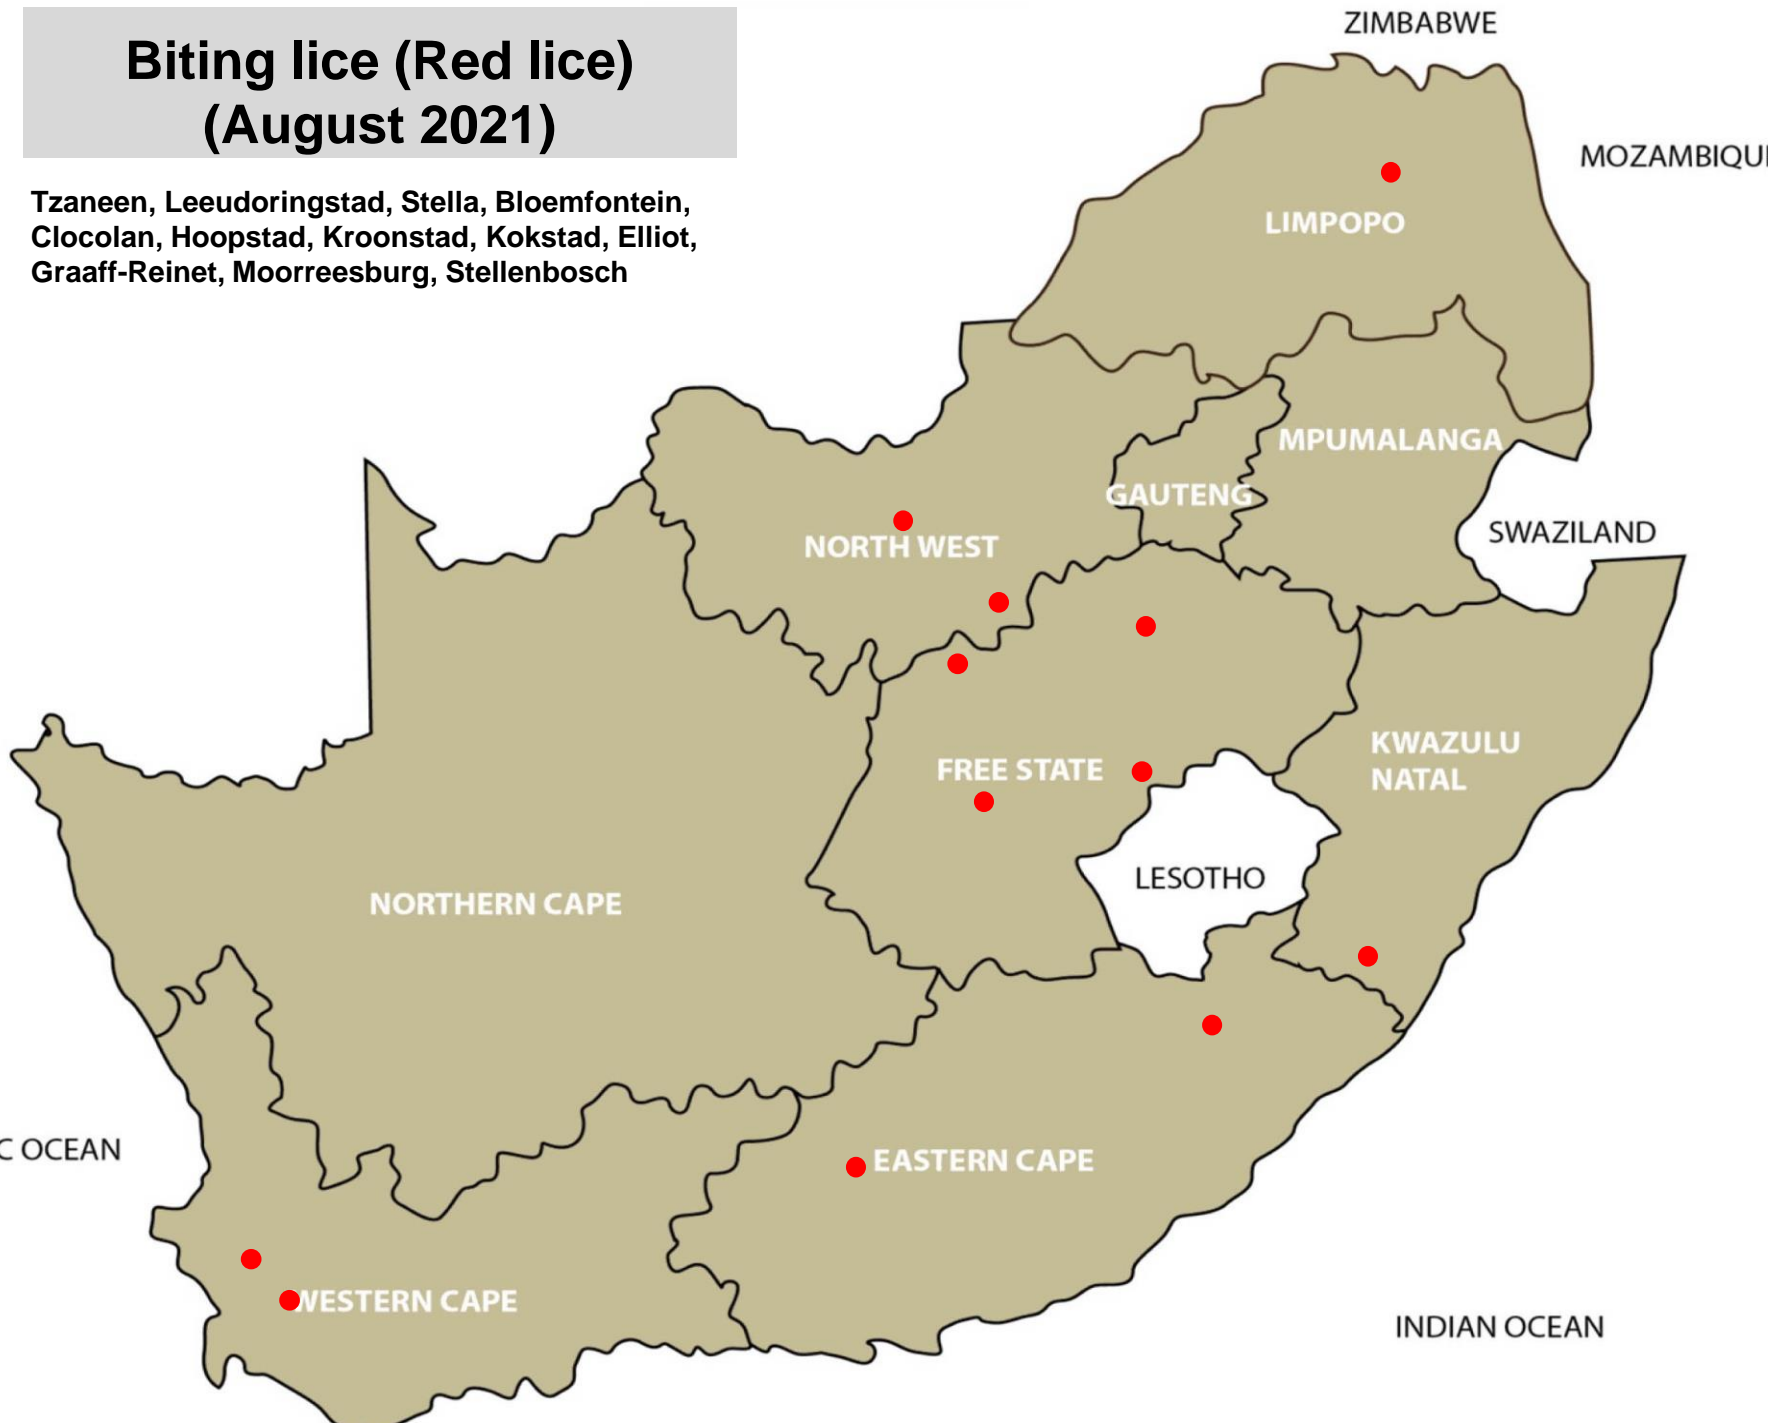 Biting lice (Red lice)
(August 2021)
Tzaneen, Leeudoringstad, Stella, Bloemfontein,
Clocolan, Hoopstad, Kroonstad, Kokstad, Elliot,
Graaff-Reinet, Moorreesburg, Stellenbosch
ZIMBABWE
MOZAMBIQU
LIMPOPO
MPUMALANGA
GAUTENG
SWAZILAND
NORTH WEST
KWAZULU
NATAL
FREE STATE
LESOTHO
NORTHERN CAPE
C OCEAN
EASTERN CAPE
WESTERN CAPE
INDIAN OCEAN